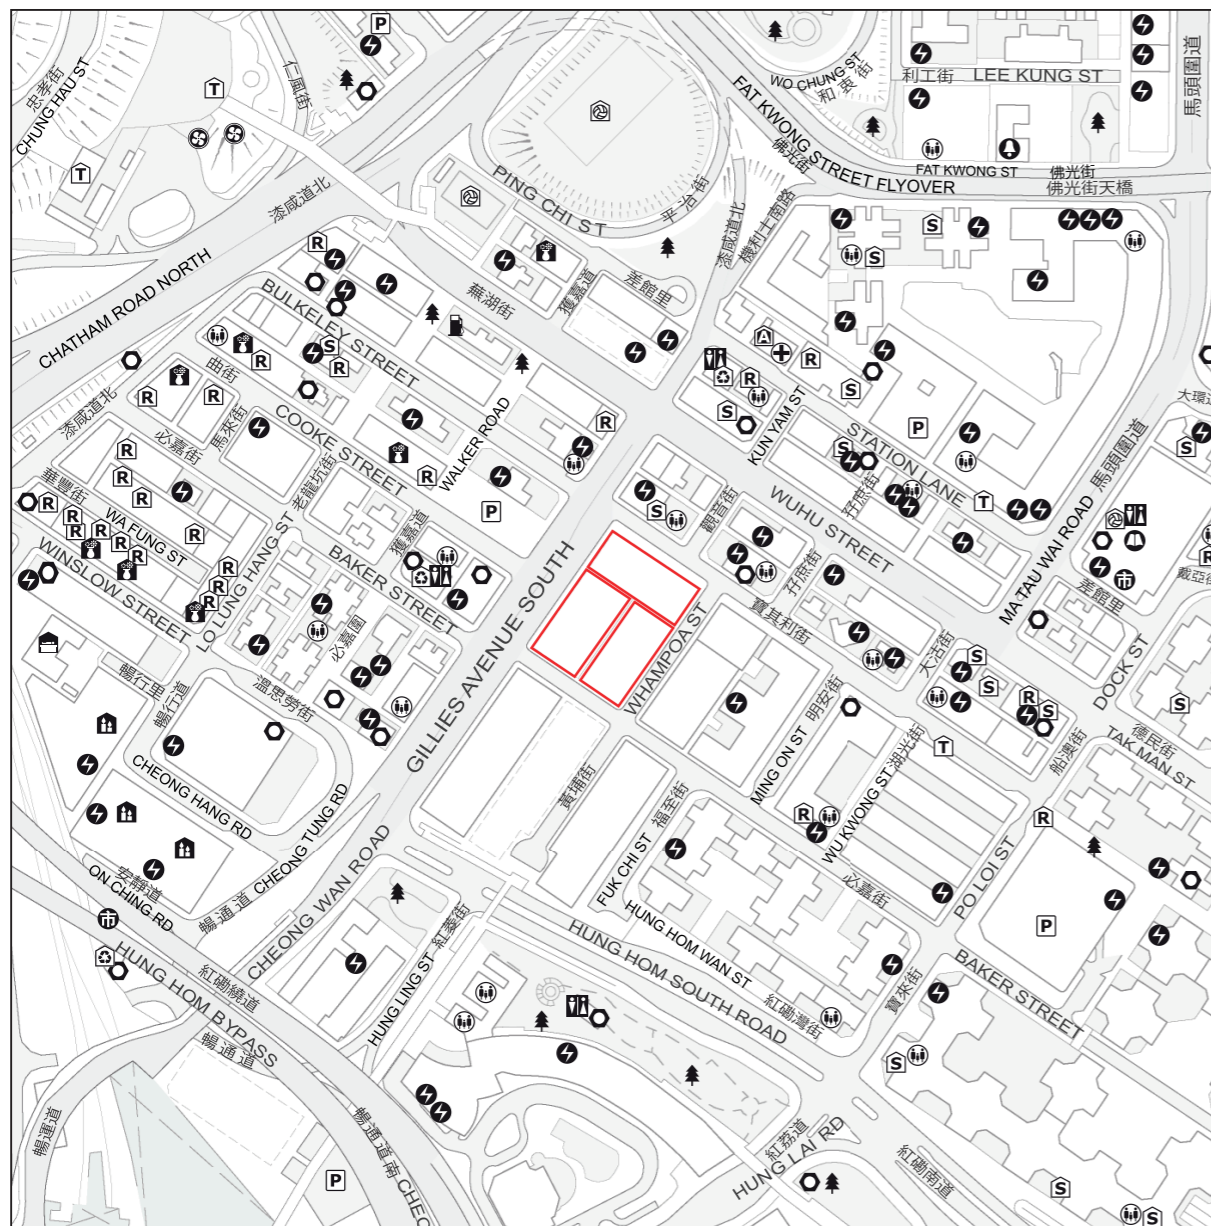 P
忠孝街
CHUNG HAU ST
仁風街
T
T
漆咸道北
CHATHAM ROAD NORTH
WO CHUNG ST
和衷街
利工街
LEE KUNG ST
馬頭圍道
FAT KWONG STREET FLYOVER
佛光街
FAT KWONG ST
佛光街
佛光街天橋
PING CHI ST
平治街
漆咸道北
機利士南路
S
S
R
BULKELEY STREET
蕪湖街
獲嘉道
差館里
A
R
R
S
S
S
R
R
R
R
R
曲街
COOKE STREET
WALKER ROAD
漆咸道北
必嘉街
馬來街
老龍坑街
KUN YAM ST
STATION LANE
P
大環道
馬頭圍道
MA TAU WAI ROAD
S
S
T
R
R
R
R
P
華豐街
WA FUNG ST
R
R
R
R
R
R
WINSLOW STREET
LO LUNG HANG ST
R
R
R
獲嘉道
BAKER STREET
GILLIES AVENUE SOUTH
S
觀音街
WUHU STREET
孖庶街
孖庶街
寶其利街
WHAMPOA ST
差館里
市
R
戴亞街
DOCK ST
暢行里
暢行道
溫思勞街
必嘉圍
大沽街
S
S
R
S
S
德民街
TAK MAN ST
船澳街
T
明安街
MING ON ST
湖光街
WU KWONG ST
R
R
CHEONG HANG RD
CHEONG TUNG RD
暢通道
黃埔街
福至街
FUK CHI ST
必嘉街
PO LOI ST
P
安靜道
ON CHING RD
市
CHEONG WAN ROAD
紅菱街
HUNG LING ST
HUNG HOM WAN ST
HUNG HOM SOUTH ROAD
紅磡灣街
寶來街
BAKER STREET
紅磡繞道
HUNG HOM BYPASS
暢通道
暢運道
暢通道南
P
S
紅荔道
HUNG LAI RD
紅磡南道
S
S